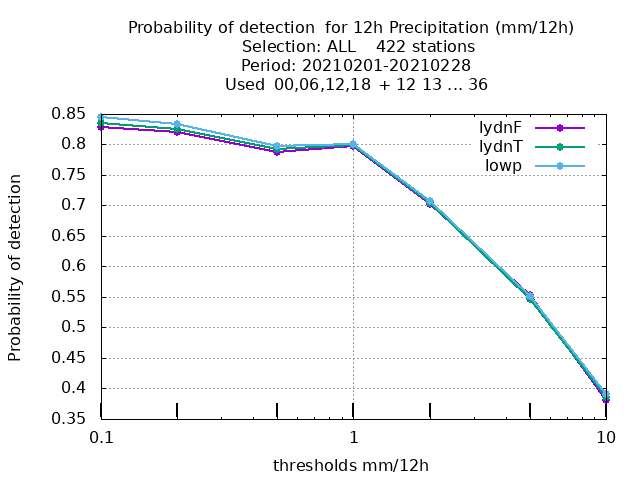 Probability of detection  for 12h Precipitation (mm/12h)
Selection: ALL    422 stations
Period: 20210201-20210228
Used  00,06,12,18  + 12 13 ... 36
lydnF
lydnT
lowp
0.85
0.8
0.75
0.7
0.65
0.6
0.55
0.5
0.45
0.4
0.35
Probability of detection
0.1
1
10
thresholds mm/12h